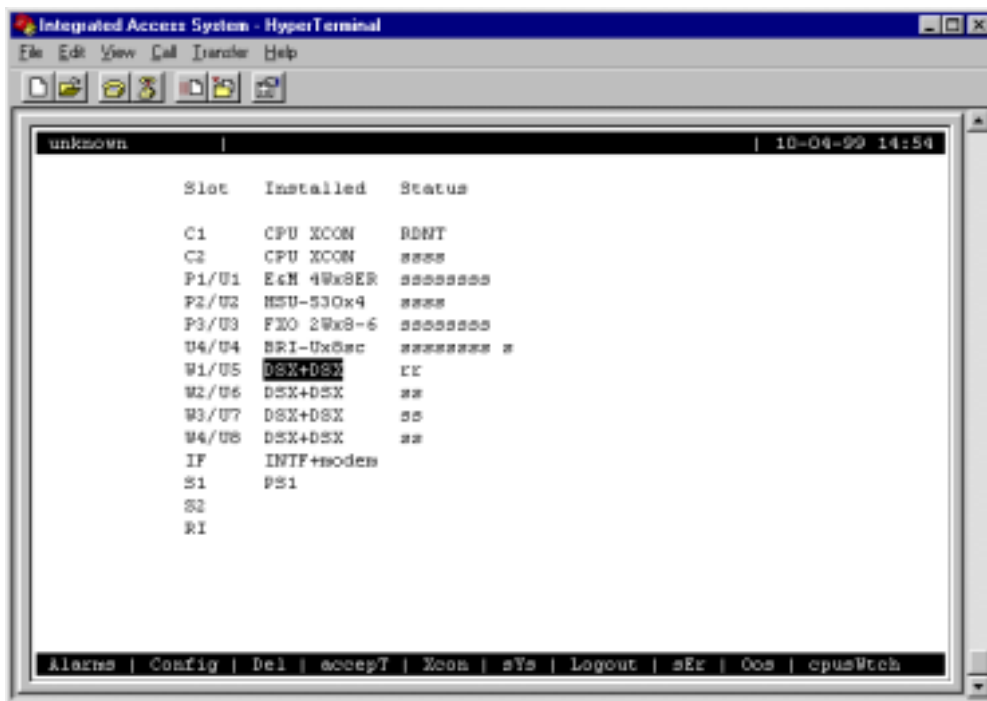 Integrated Access System - HyperTerminal
File Edit View Call Transfer Help
unknown | | 10-04-99 14:54
Slot Installed Status
C1 CPU XCON RDNT
C2 CPU XCON ssss
P1/U1 E&M 4Wx8ER ssssssss
P2/U2 HSU-530x4 ssss
P3/U3 FXO 2Wx8-6 ssssssss
U4/U4 BRI-Ux8sc ssssssss s
W1/U5 DSX+DSX rr
W2/U6 DSX+DSX ss
W3/U7 DSX+DSX ss
W4/U8 DSX+DSX ss
IF INTF+modem
S1 PS1
S2
RI
Alarms | Config | Del | accepT | Xcon | sYs | Logout | sEr | Oos | cpusWtch